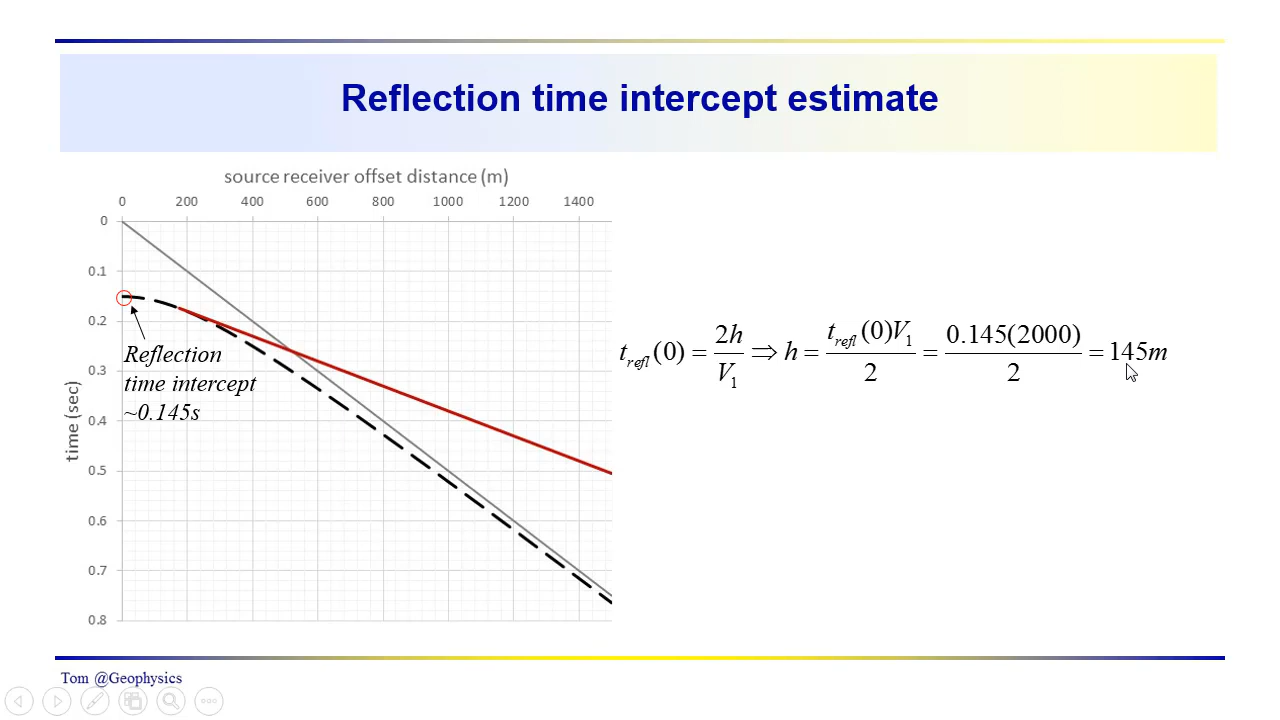 Reflection time intercept estimate
source receiver offset distance (m)
0 200 400 600 800 1000 1200 1400
0
0.1
0.2
0.3
0.4
0.5
0.6
0.7
0.8
time (sec)
Reflection
time intercept
~0.145s
t_refl(0) = 2h/V₁ ⇒ h = t_refl(0)V₁/2 = 0.145(2000)/2 = 145m
Tom @Geophysics